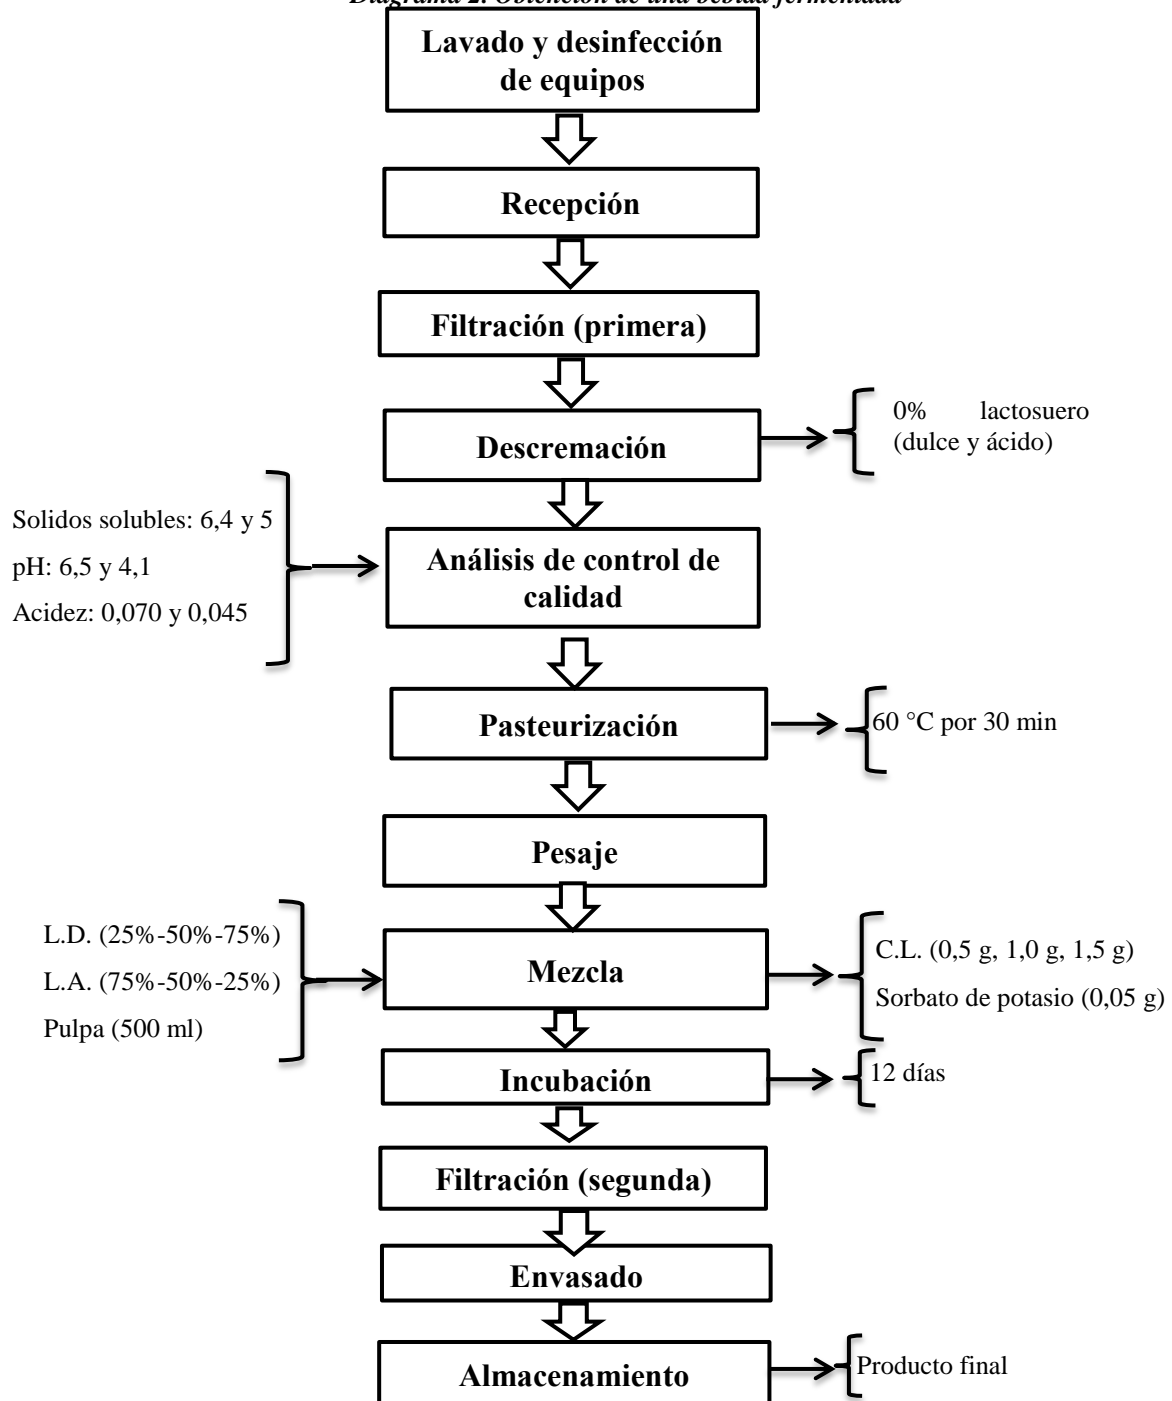 Diagrama 2. Obtención de una bebida fermentada
Lavado y desinfección
de equipos
Recepción
Filtración (primera)
Descremación
0% lactosuero
(dulce y ácido)
Solidos solubles: 6,4 y 5
pH: 6,5 y 4,1
Acidez: 0,070 y 0,045
Análisis de control de
calidad
Pasteurización
60 °C por 30 min
Pesaje
L.D. (25%-50%-75%)
L.A. (75%-50%-25%)
Pulpa (500 ml)
Mezcla
C.L. (0,5 g, 1,0 g, 1,5 g)
Sorbato de potasio (0,05 g)
Incubación
12 días
Filtración (segunda)
Envasado
Almacenamiento
Producto final